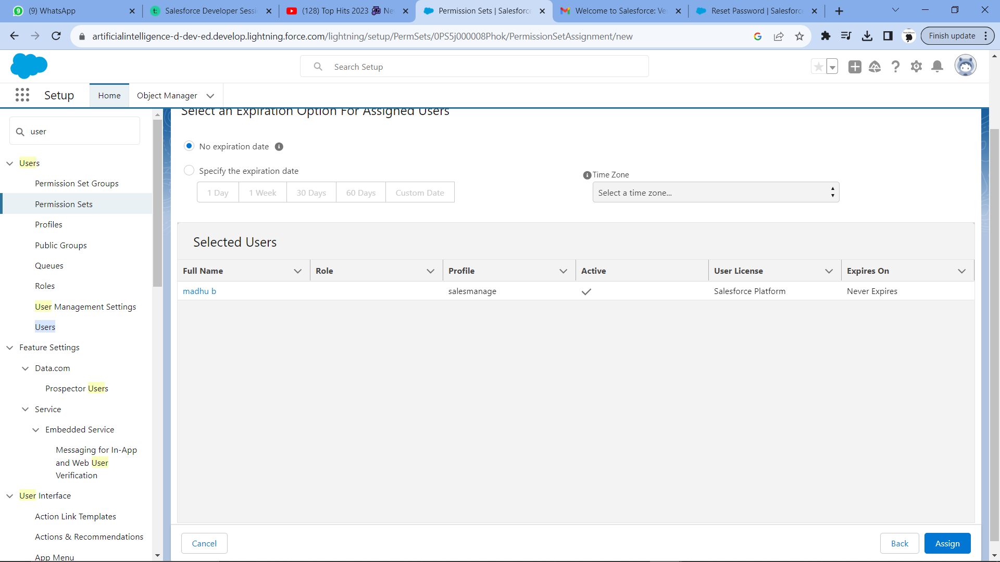 (9) WhatsApp
Salesforce Developer Sessi
(128) Top Hits 2023 🎶 Ne
Permission Sets | Salesforce
Welcome to Salesforce: Ve
Reset Password | Salesforce
artificialintelligence-d-dev-ed.develop.lightning.force.com/lightning/setup/PermSets/0PS5j000008Phok/PermissionSetAssignment/new
Finish update
Search Setup
Setup
Home
Object Manager
user
Users
Permission Set Groups
Permission Sets
Profiles
Public Groups
Queues
Roles
User Management Settings
Users
Feature Settings
Data.com
Prospector Users
Service
Embedded Service
Messaging for In-App
and Web User
Verification
User Interface
Action Link Templates
Actions & Recommendations
App Menu
Select an Expiration Option For Assigned Users
No expiration date
Specify the expiration date
1 Day 1 Week 30 Days 60 Days Custom Date
Time Zone
Select a time zone...
Selected Users
Full Name Role Profile Active User License Expires On
madhu b salesmanage Salesforce Platform Never Expires
Cancel
Back
Assign